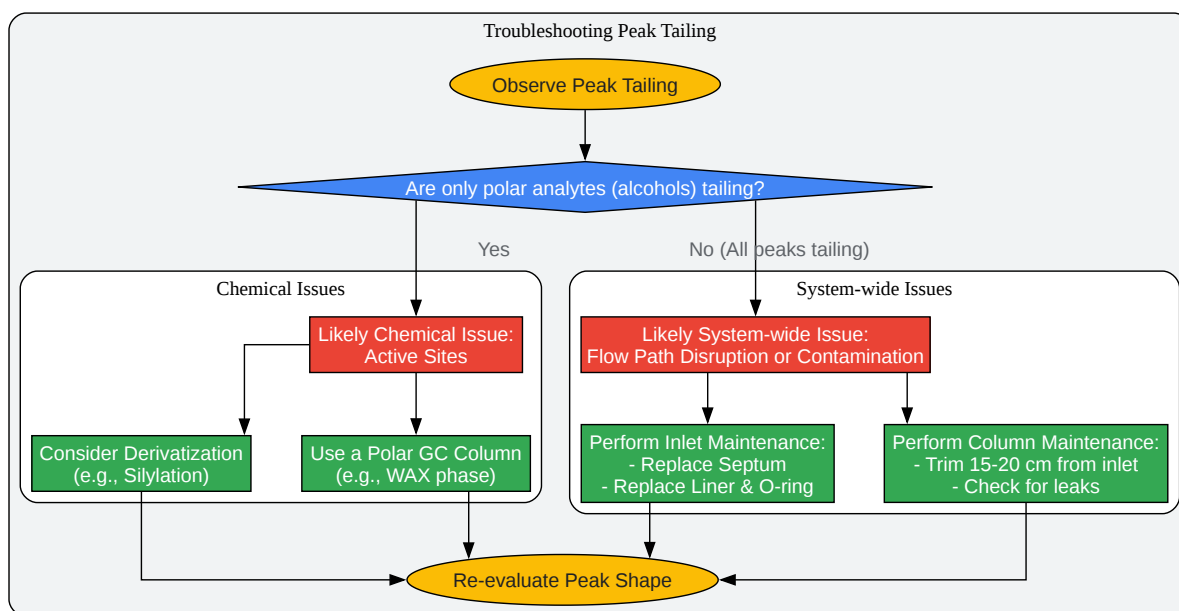 Troubleshooting Peak Tailing
Observe Peak Tailing
Are only polar analytes (alcohols) tailing?
Yes
No (All peaks tailing)
Chemical Issues
Likely Chemical Issue:
Active Sites
Consider Derivatization
(e.g., Silylation)
Use a Polar GC Column
(e.g., WAX phase)
System-wide Issues
Likely System-wide Issue:
Flow Path Disruption or Contamination
Perform Inlet Maintenance:
- Replace Septum
- Replace Liner & O-ring
Perform Column Maintenance:
- Trim 15-20 cm from inlet
- Check for leaks
Re-evaluate Peak Shape